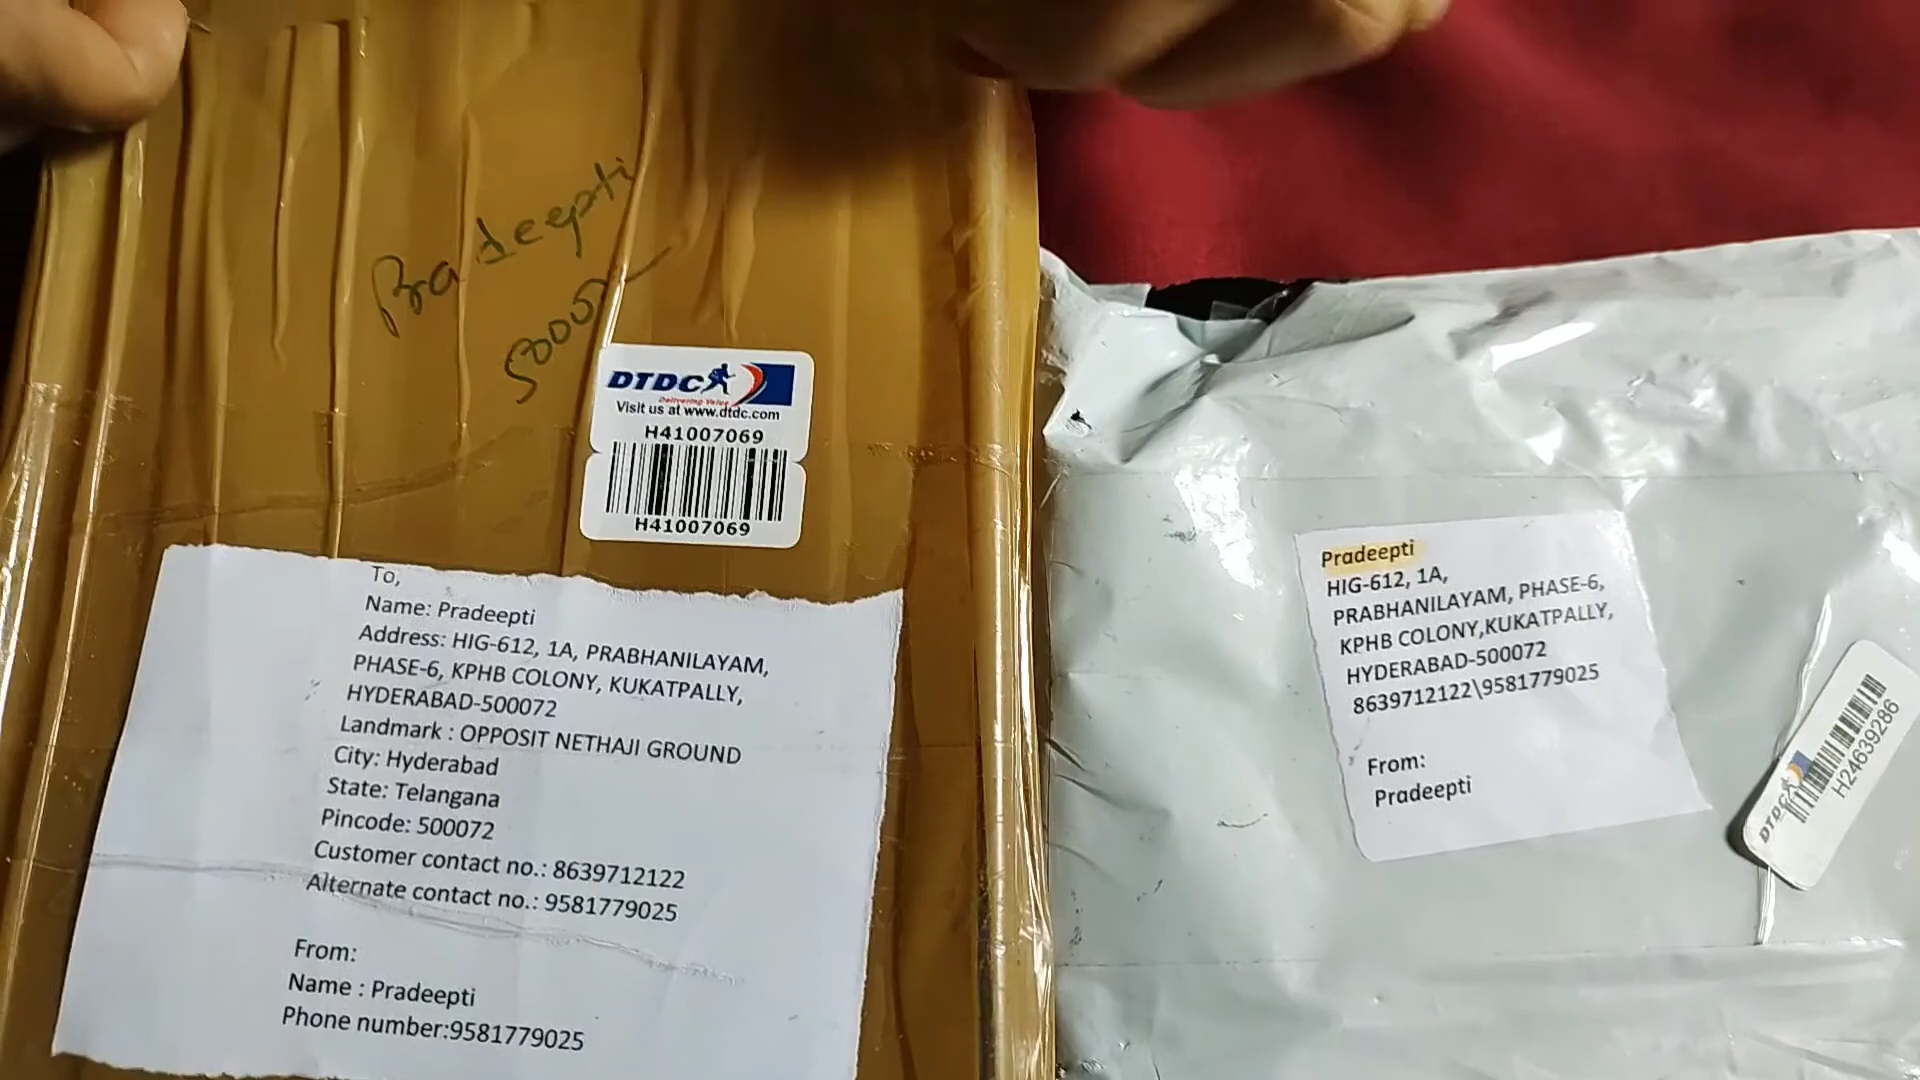 Pradeepti
DTDC
Delivering Value
Visit us at www.dtdc.com
H41007069
H41007069
To,
Name: Pradeepti
Address: HIG-612, 1A, PRABHANILAYAM,
PHASE-6, KPHB COLONY, KUKATPALLY,
HYDERABAD-500072
Landmark : OPPOSIT NETHAJI GROUND
City: Hyderabad
State: Telangana
Pincode: 500072
Customer contact no.: 8639712122
Alternate contact no.: 9581779025
From:
Name : Pradeepti
Phone number:9581779025
Pradeepti
HIG-612, 1A,
PRABHANILAYAM, PHASE-6,
KPHB COLONY,KUKATPALLY,
HYDERABAD-500072
8639712122\9581779025
From:
Pradeepti
DTDC
H24639286